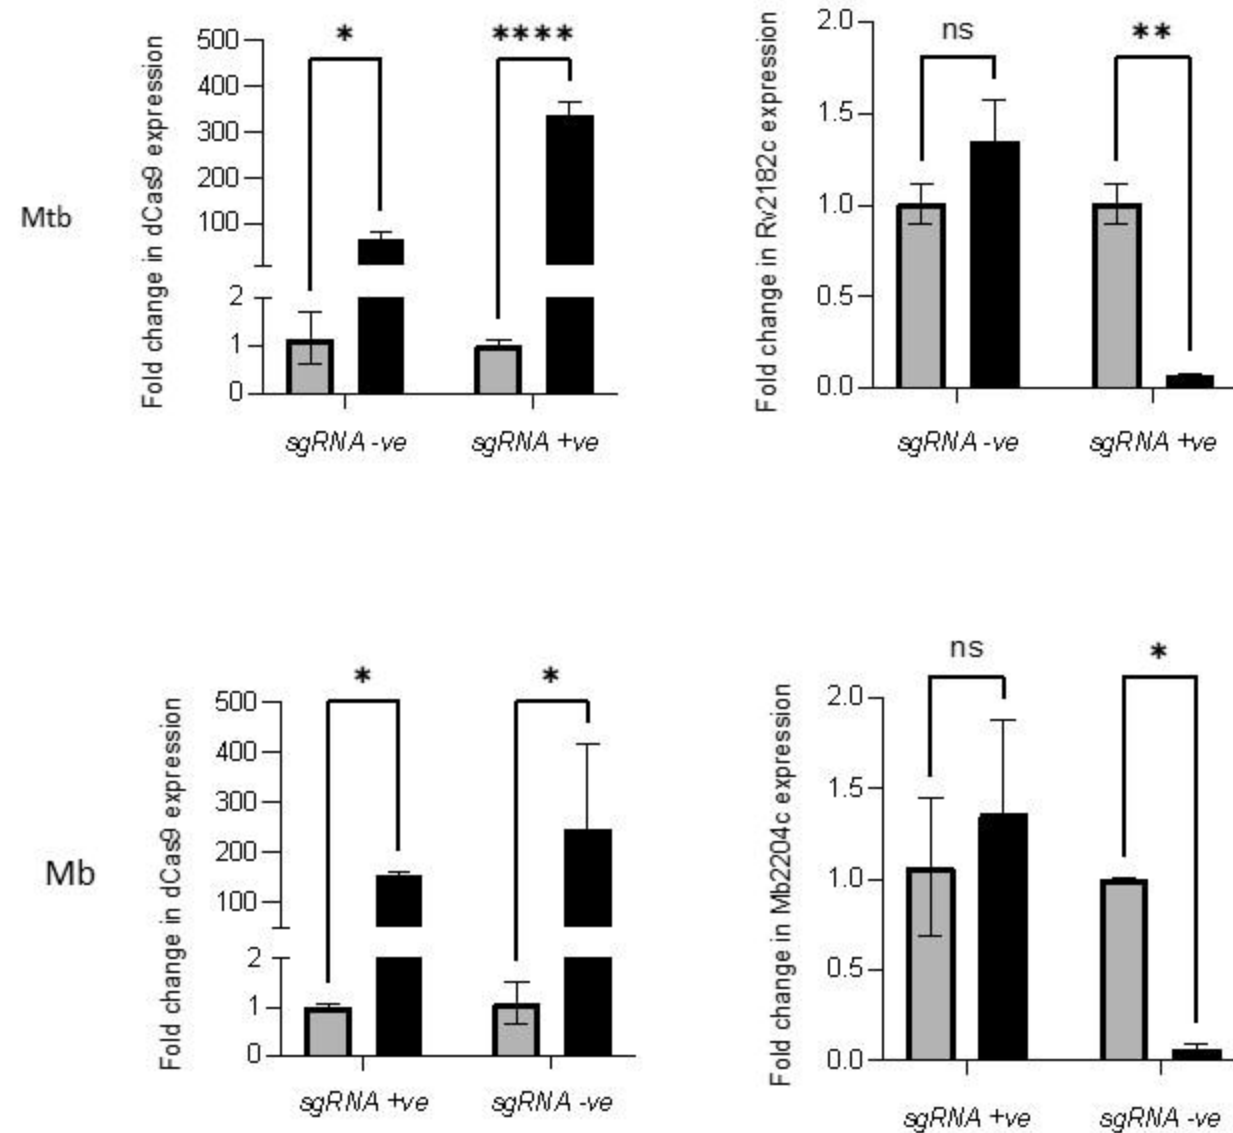 Mtb
Fold change in dCas9 expression
500
400
300
200
100
2
1
0
*
****
sgRNA -ve
sgRNA +ve
Fold change in Rv2182c expression
2.0
1.5
1.0
0.5
0.0
ns
**
sgRNA -ve
sgRNA +ve
Mb
Fold change in dCas9 expression
500
400
300
200
100
2
1
0
*
*
sgRNA +ve
sgRNA -ve
Fold change in Mb2204c expression
2.0
1.5
1.0
0.5
0.0
ns
*
sgRNA +ve
sgRNA -ve